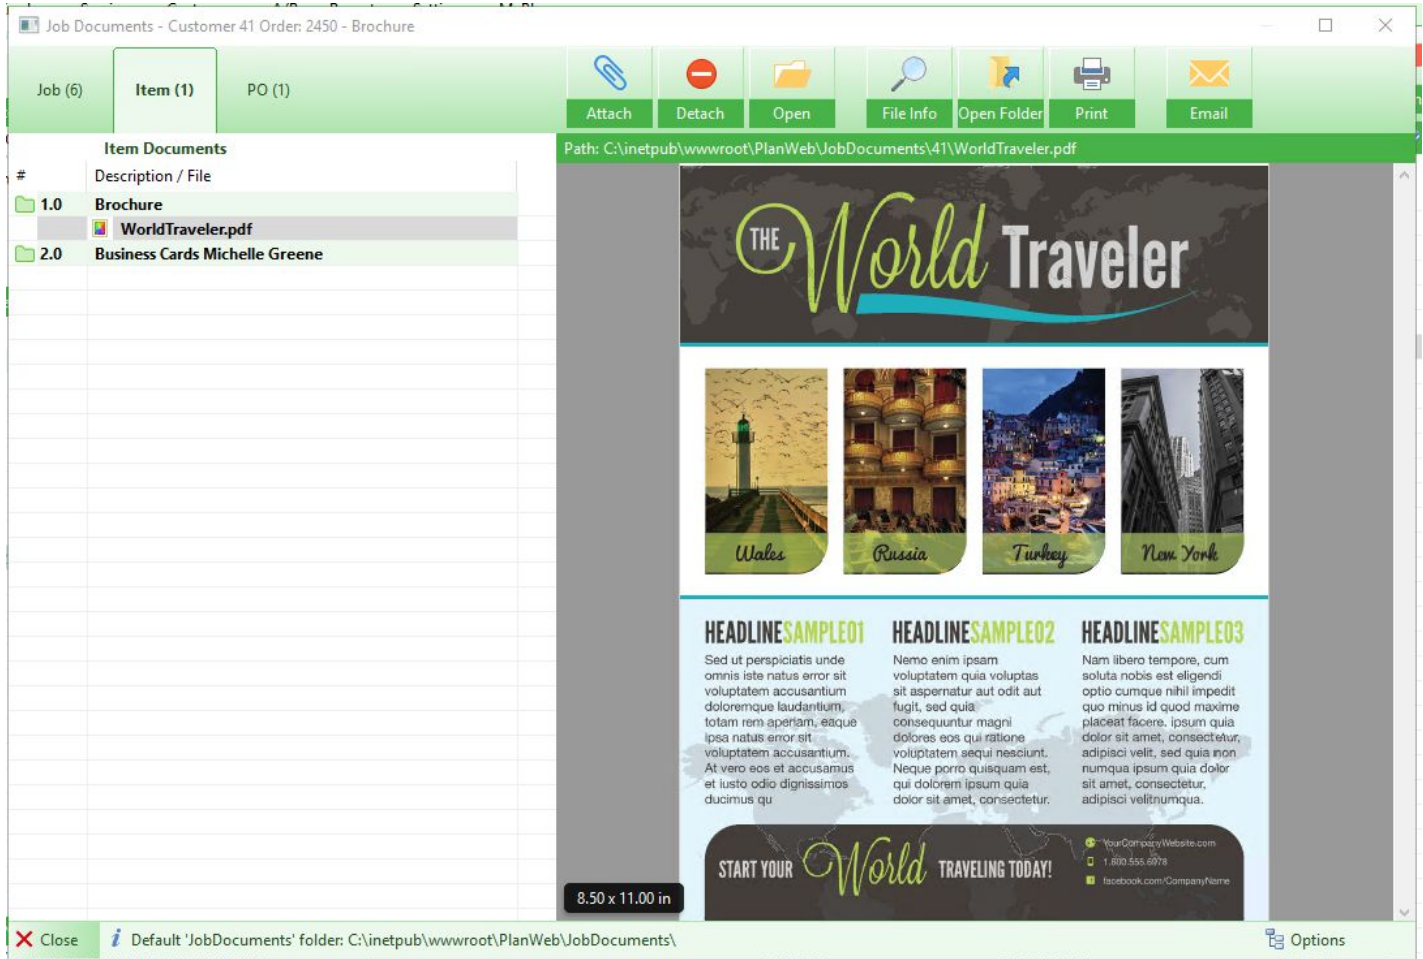 Job Documents - Customer 41 Order: 2450 - Brochure
Job (6)
Item (1)
PO (1)
Attach
Detach
Open
File Info
Open Folder
Print
Email
Item Documents
Path: C:\inetpub\wwwroot\PlanWeb\JobDocuments\41\WorldTraveler.pdf
# Description / File
1.0 Brochure
WorldTraveler.pdf
2.0 Business Cards Michelle Greene
THE World Traveler
Wales
Russia
Turkey
New York
HEADLINESAMPLE01
Sed ut perspiciatis unde
omnis iste natus error sit
voluptatem accusantium
doloremque laudantium,
totam rem aperiam, eaque
ipsa natus error sit
voluptatem accusantium.
At vero eos et accusamus
et iusto odio dignissimos
ducimus qu
HEADLINESAMPLE02
Nemo enim ipsam
voluptatem quia voluptas
sit aspernatur aut odit aut
fugit, sed quia
consequuntur magni
dolores eos qui ratione
voluptatem sequi nesciunt.
Neque porro quisquam est,
qui dolorem ipsum quia
dolor sit amet, consectetur.
HEADLINESAMPLE03
Nam libero tempore, cum
soluta nobis est eligendi
optio cumque nihil impedit
quo minus id quod maxime
placeat facere. ipsum quia
dolor sit amet, consectetur,
adipisci velit, sed quia non
numqua ipsum quia dolor
sit amet, consectetur,
adipisci velitnumqua.
START YOUR World TRAVELING TODAY!
YourCompanyWebsite.com
1.800.555.6978
facebook.com/CompanyName
8.50 x 11.00 in
Close
Default 'JobDocuments' folder: C:\inetpub\wwwroot\PlanWeb\JobDocuments\
Options